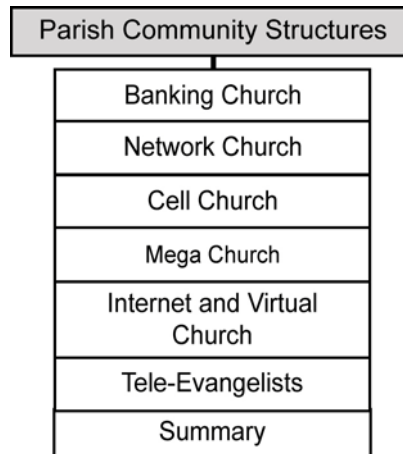 Parish Community Structures
Banking Church
Network Church
Cell Church
Mega Church
Internet and Virtual
Church
Tele-Evangelists
Summary